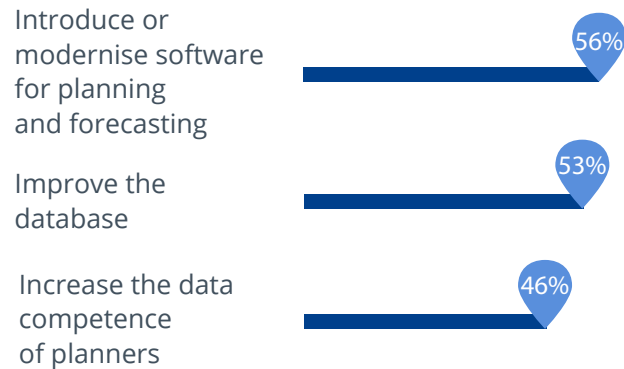 Introduce or
modernise software
for planning
and forecasting
56%
Improve the
database
53%
Increase the data
competence
of planners
46%